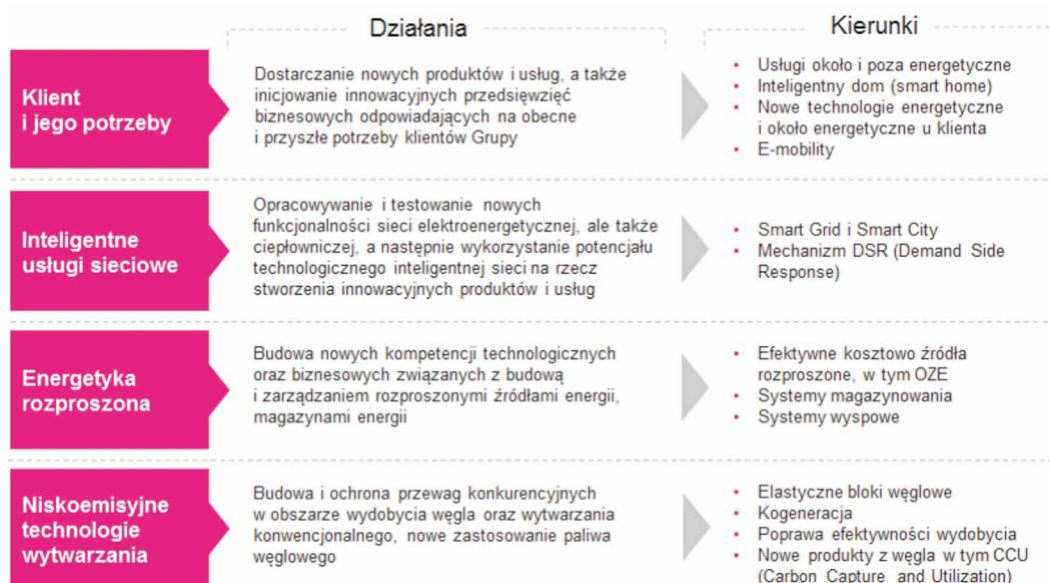 Działania
Kierunki
Klient
i jego potrzeby
Dostarczanie nowych produktów i usług, a także
inicjowanie innowacyjnych przedsięwzięć
biznesowych odpowiadających na obecne
i przyszłe potrzeby klientów Grupy
• Usługi około i poza energetyczne
• Inteligentny dom (smart home)
• Nowe technologie energetyczne
i około energetyczne u klienta
• E-mobility
Inteligentne
usługi sieciowe
Opracowywanie i testowanie nowych
funkcjonalności sieci elektroenergetycznej, ale także
ciepłowniczej, a następnie wykorzystanie potencjału
technologicznego inteligentnej sieci na rzecz
stworzenia innowacyjnych produktów i usług
• Smart Grid i Smart City
• Mechanizm DSR (Demand Side
Response)
Energetyka
rozproszona
Budowa nowych kompetencji technologicznych
oraz biznesowych związanych z budową
i zarządzaniem rozproszonymi źródłami energii,
magazynami energii
• Efektywne kosztowo źródła
rozproszone, w tym OZE
• Systemy magazynowania
• Systemy wyspowe
Niskoemisyjne
technologie
wytwarzania
Budowa i ochrona przewag konkurencyjnych
w obszarze wydobycia węgla oraz wytwarzania
konwencjonalnego, nowe zastosowanie paliwa
węglowego
• Elastyczne bloki węglowe
• Kogeneracja
• Poprawa efektywności wydobycia
• Nowe produkty z węgla w tym CCU
(Carbon Capture and Utilization)